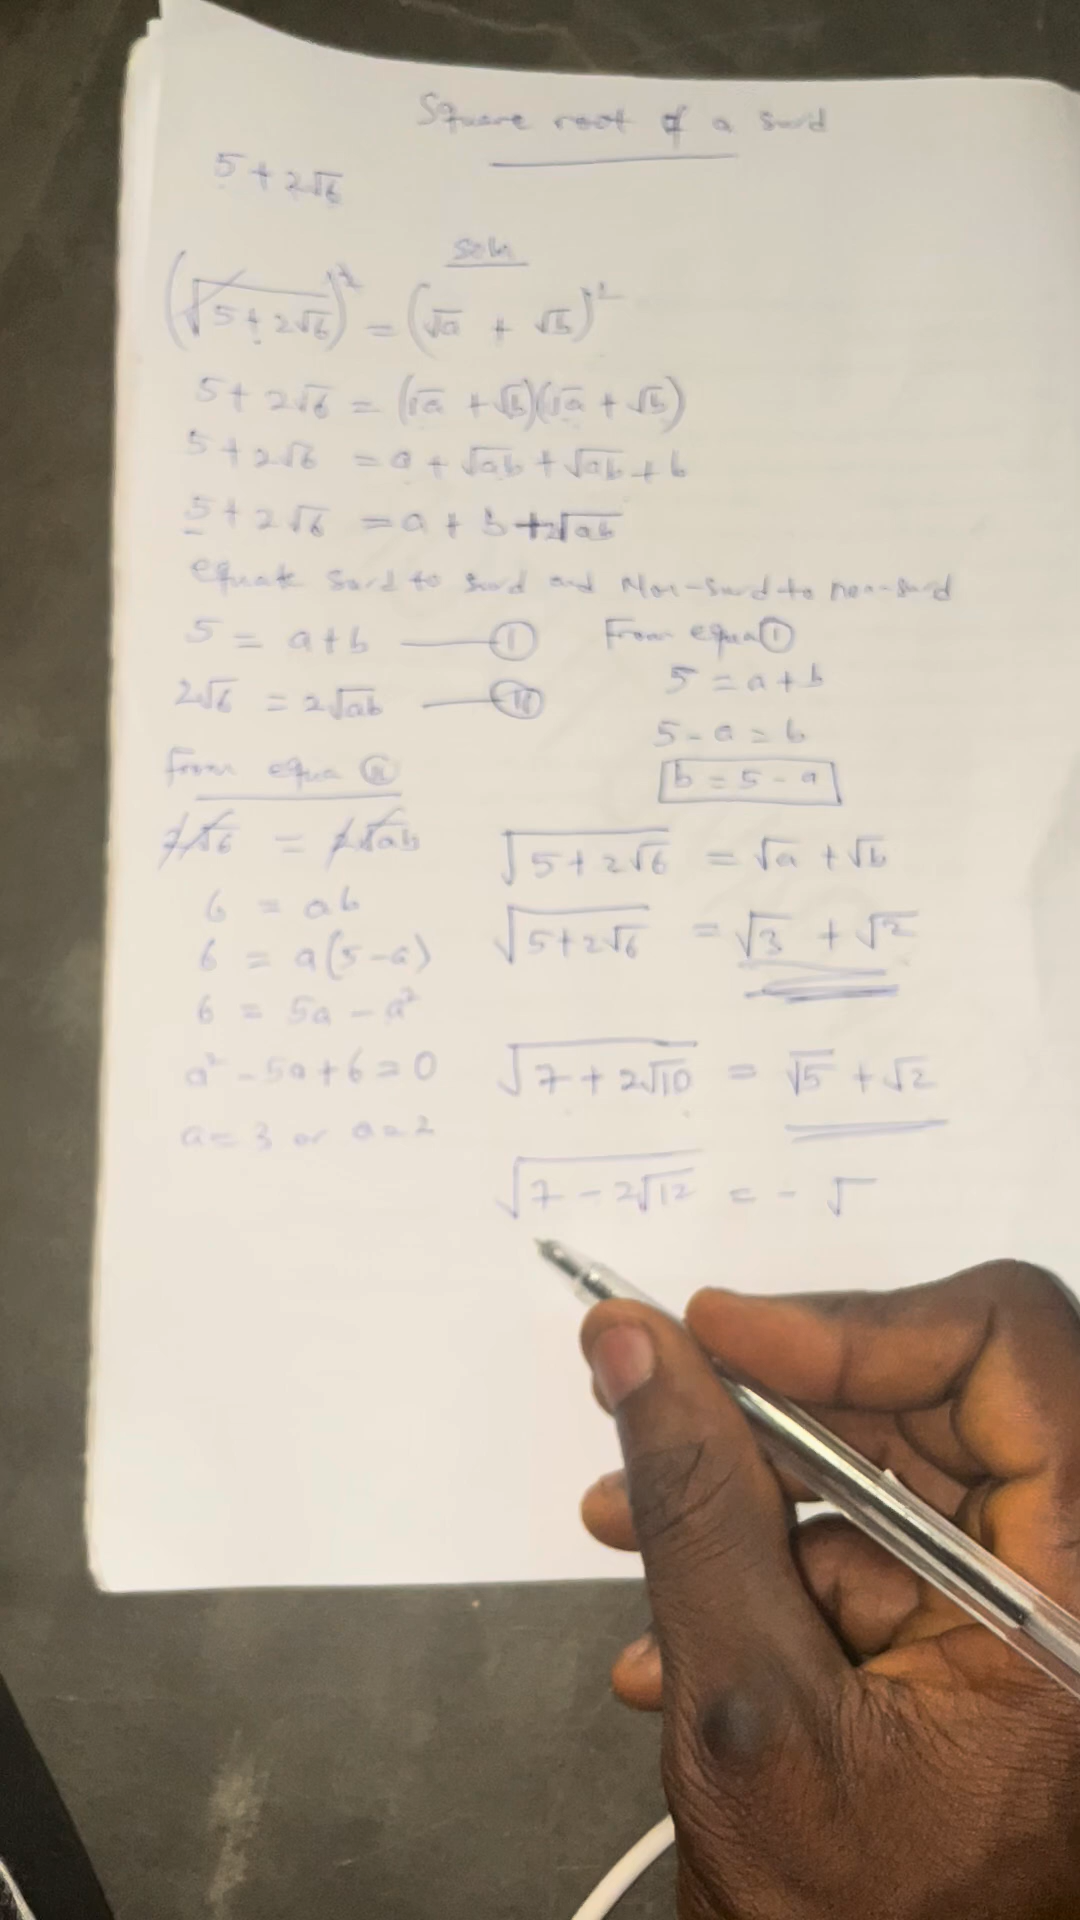 Square root of a surd
5 + 2√6
soln
(√(5 + 2√6))² = (√a + √b)²
5 + 2√6 = (√a + √b)(√a + √b)
5 + 2√6 = a + √ab + √ab + b
5 + 2√6 = a + b + 2√ab
equate surd to surd and Non-surd to non-surd
5 = a + b —— (I)
2√6 = 2√ab —— (II)
From equa (ii)
2√6 = 2√ab
6 = ab
6 = a(5 - a)
6 = 5a - a²
a² - 5a + 6 = 0
a = 3 or a = 2
From equa (I)
5 = a + b
5 - a = b
b = 5 - a
√(5 + 2√6) = √a + √b
√(5 + 2√6) = √3 + √2
√(7 + 2√10) = √5 + √2
√(7 - 2√12) = - √